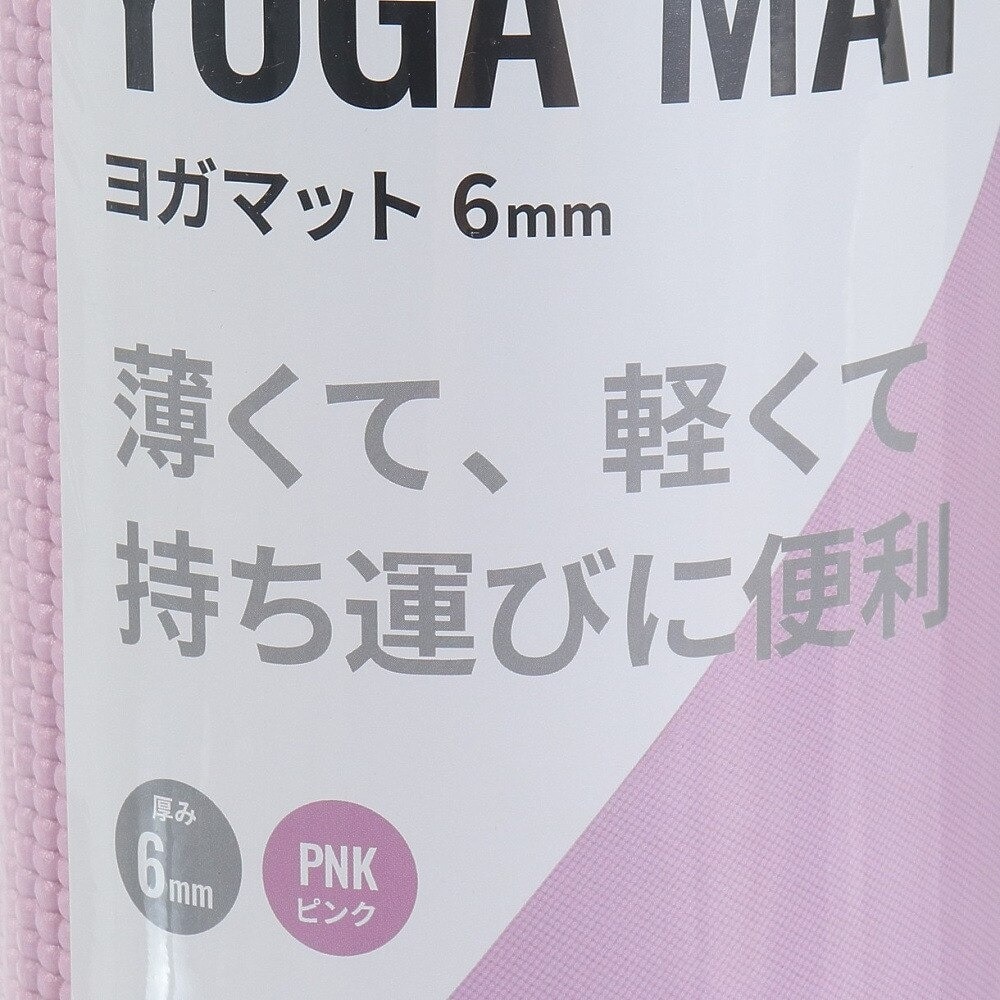 YOGA MAT
ヨガマット 6mm
薄くて、軽くて
持ち運びに便利
厚み
6mm
PNK
ピンク